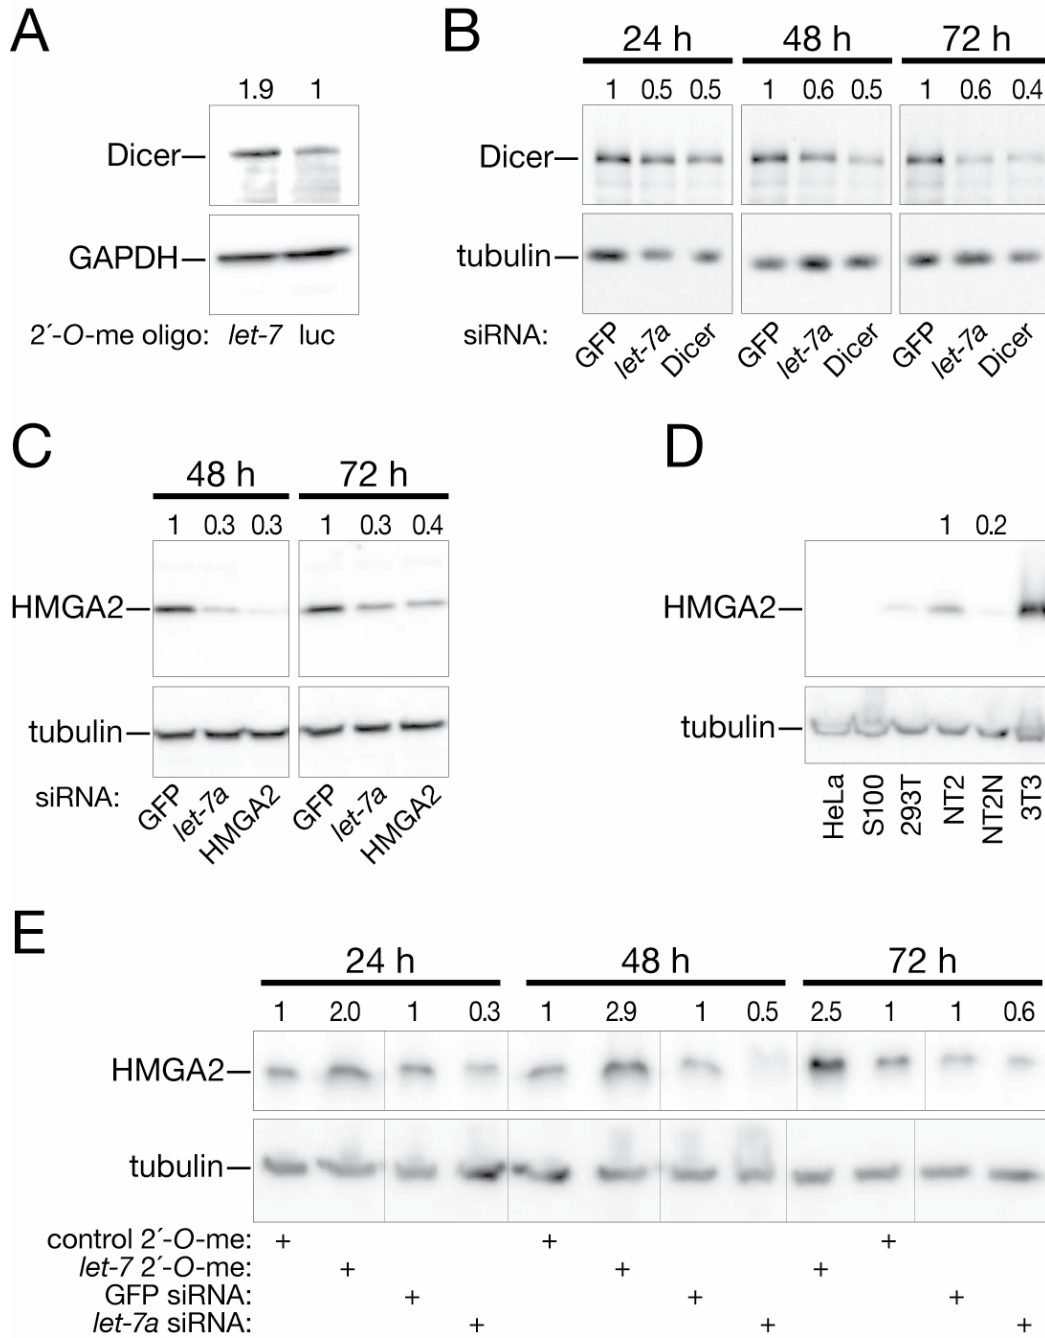 A
1.9 1
Dicer
GAPDH
2´-O-me oligo: let-7 luc
B
24 h 48 h 72 h
1 0.5 0.5 1 0.6 0.5 1 0.6 0.4
Dicer
tubulin
siRNA: GFP let-7a Dicer GFP let-7a Dicer GFP let-7a Dicer
C
48 h 72 h
1 0.3 0.3 1 0.3 0.4
HMGA2
tubulin
siRNA: GFP let-7a HMGA2 GFP let-7a HMGA2
D
1 0.2
HMGA2
tubulin
HeLa S100 293T NT2 NT2N 3T3
E
24 h 48 h 72 h
1 2.0 1 0.3 1 2.9 1 0.5 2.5 1 1 0.6
HMGA2
tubulin
control 2´-O-me: + + +
let-7 2´-O-me: + + +
GFP siRNA: + + +
let-7a siRNA: + + +